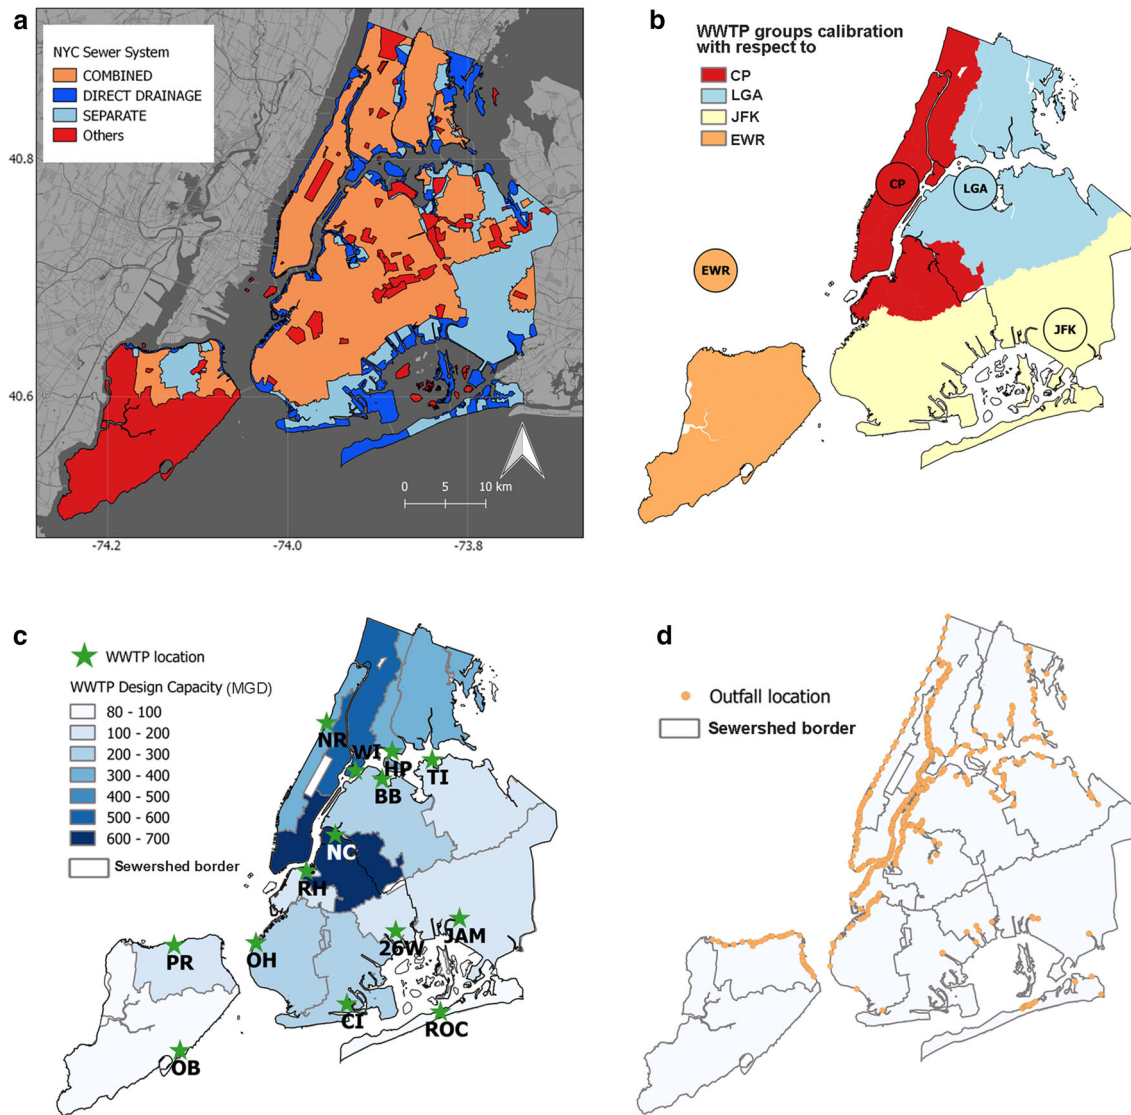 a
NYC Sewer System
COMBINED
DIRECT DRAINAGE
SEPARATE
Others
40.8
40.6
0 5 10 km
-74.2 -74.0 -73.8
b
WWTP groups calibration
with respect to
CP
LGA
JFK
EWR
CP
LGA
EWR
JFK
c
WWTP location
WWTP Design Capacity (MGD)
80 - 100
100 - 200
200 - 300
300 - 400
400 - 500
500 - 600
600 - 700
Sewershed border
NR
WI
HP
TI
BB
NC
RH
JAM
26W
OH
PR
CI
ROC
OB
d
Outfall location
Sewershed border